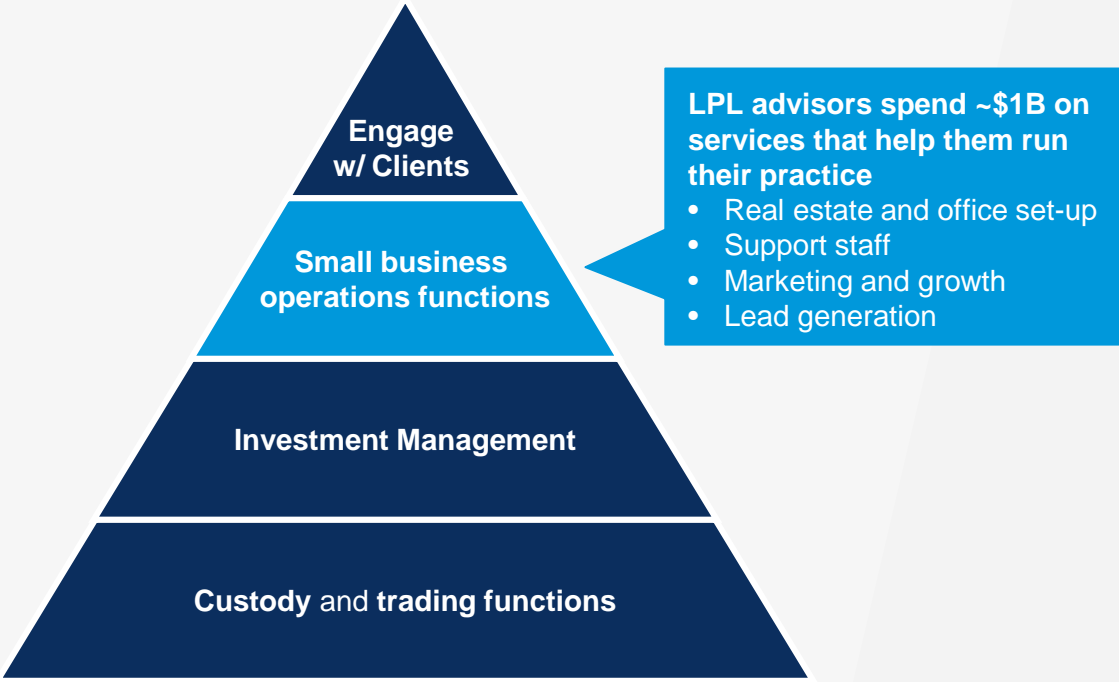 Engage
w/ Clients
LPL advisors spend ~$1B on
services that help them run
their practice
• Real estate and office set-up
• Support staff
• Marketing and growth
• Lead generation
Small business
operations functions
Investment Management
Custody and trading functions